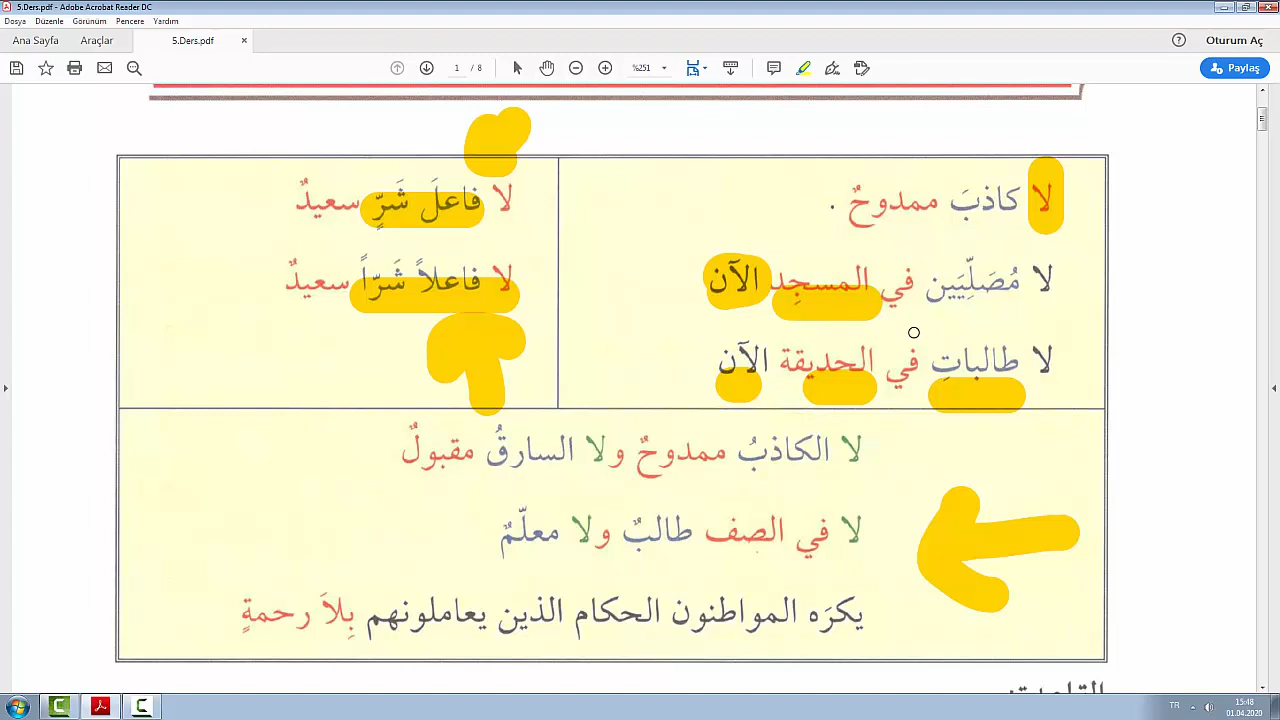 5.Ders.pdf - Adobe Acrobat Reader DC
Dosya Düzenle Görünüm Pencere Yardım
Ana Sayfa Araçlar 5.Ders.pdf × Oturum Aç
1 / 8 %251 Paylaş
لا كاذبَ ممدوحٌ .
لا مُصَلِّيَين في المسجِد الآن
لا طالباتِ في الحديقة الآن
لا فاعلَ شَرٍّ سعيدٌ
لا فاعلاً شَرّاً سعيدٌ
لا الكاذبُ ممدوحٌ ولا السارقُ مقبولٌ
لا في الصف طالبٌ ولا معلّمٌ
يكرَه المواطنون الحكام الذين يعاملونهم بِلاَ رحمةٍ
TR 15:48
01.04.2020